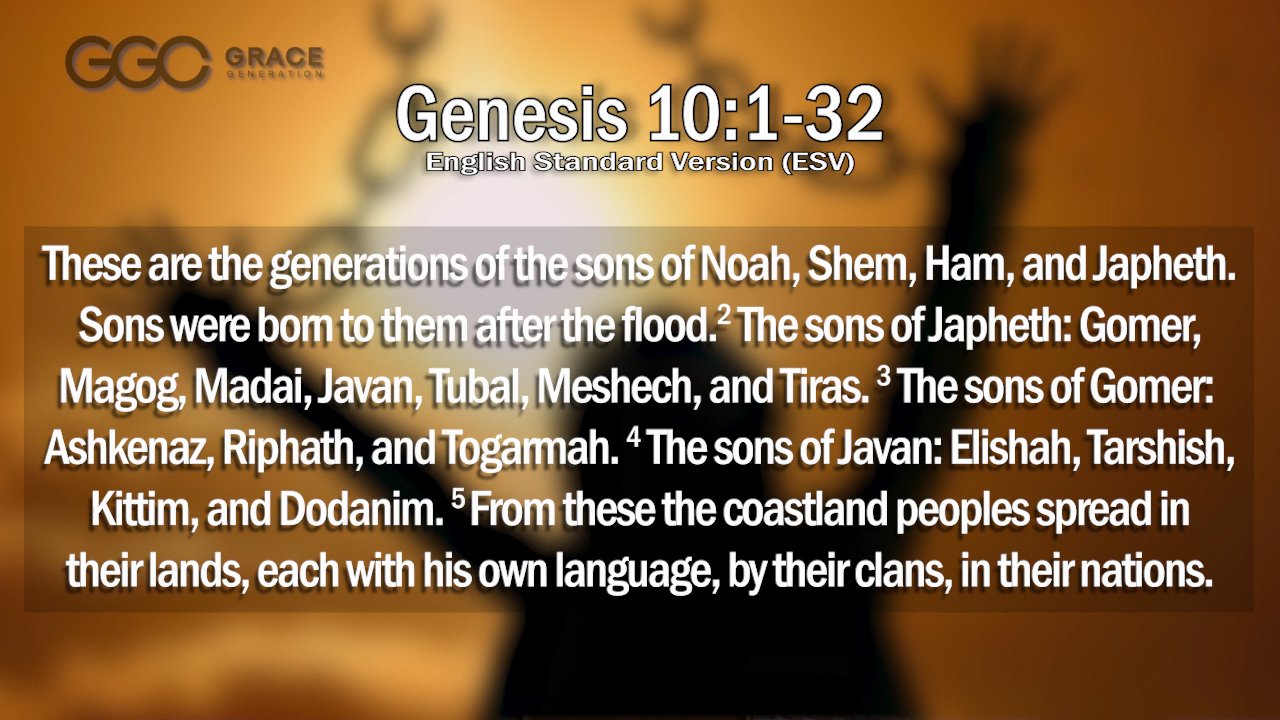 GGC GRACE
GENERATION
Genesis 10:1-32
English Standard Version (ESV)
These are the generations of the sons of Noah, Shem, Ham, and Japheth.
Sons were born to them after the flood.² The sons of Japheth: Gomer,
Magog, Madai, Javan, Tubal, Meshech, and Tiras. ³ The sons of Gomer:
Ashkenaz, Riphath, and Togarmah. ⁴ The sons of Javan: Elishah, Tarshish,
Kittim, and Dodanim. ⁵ From these the coastland peoples spread in
their lands, each with his own language, by their clans, in their nations.